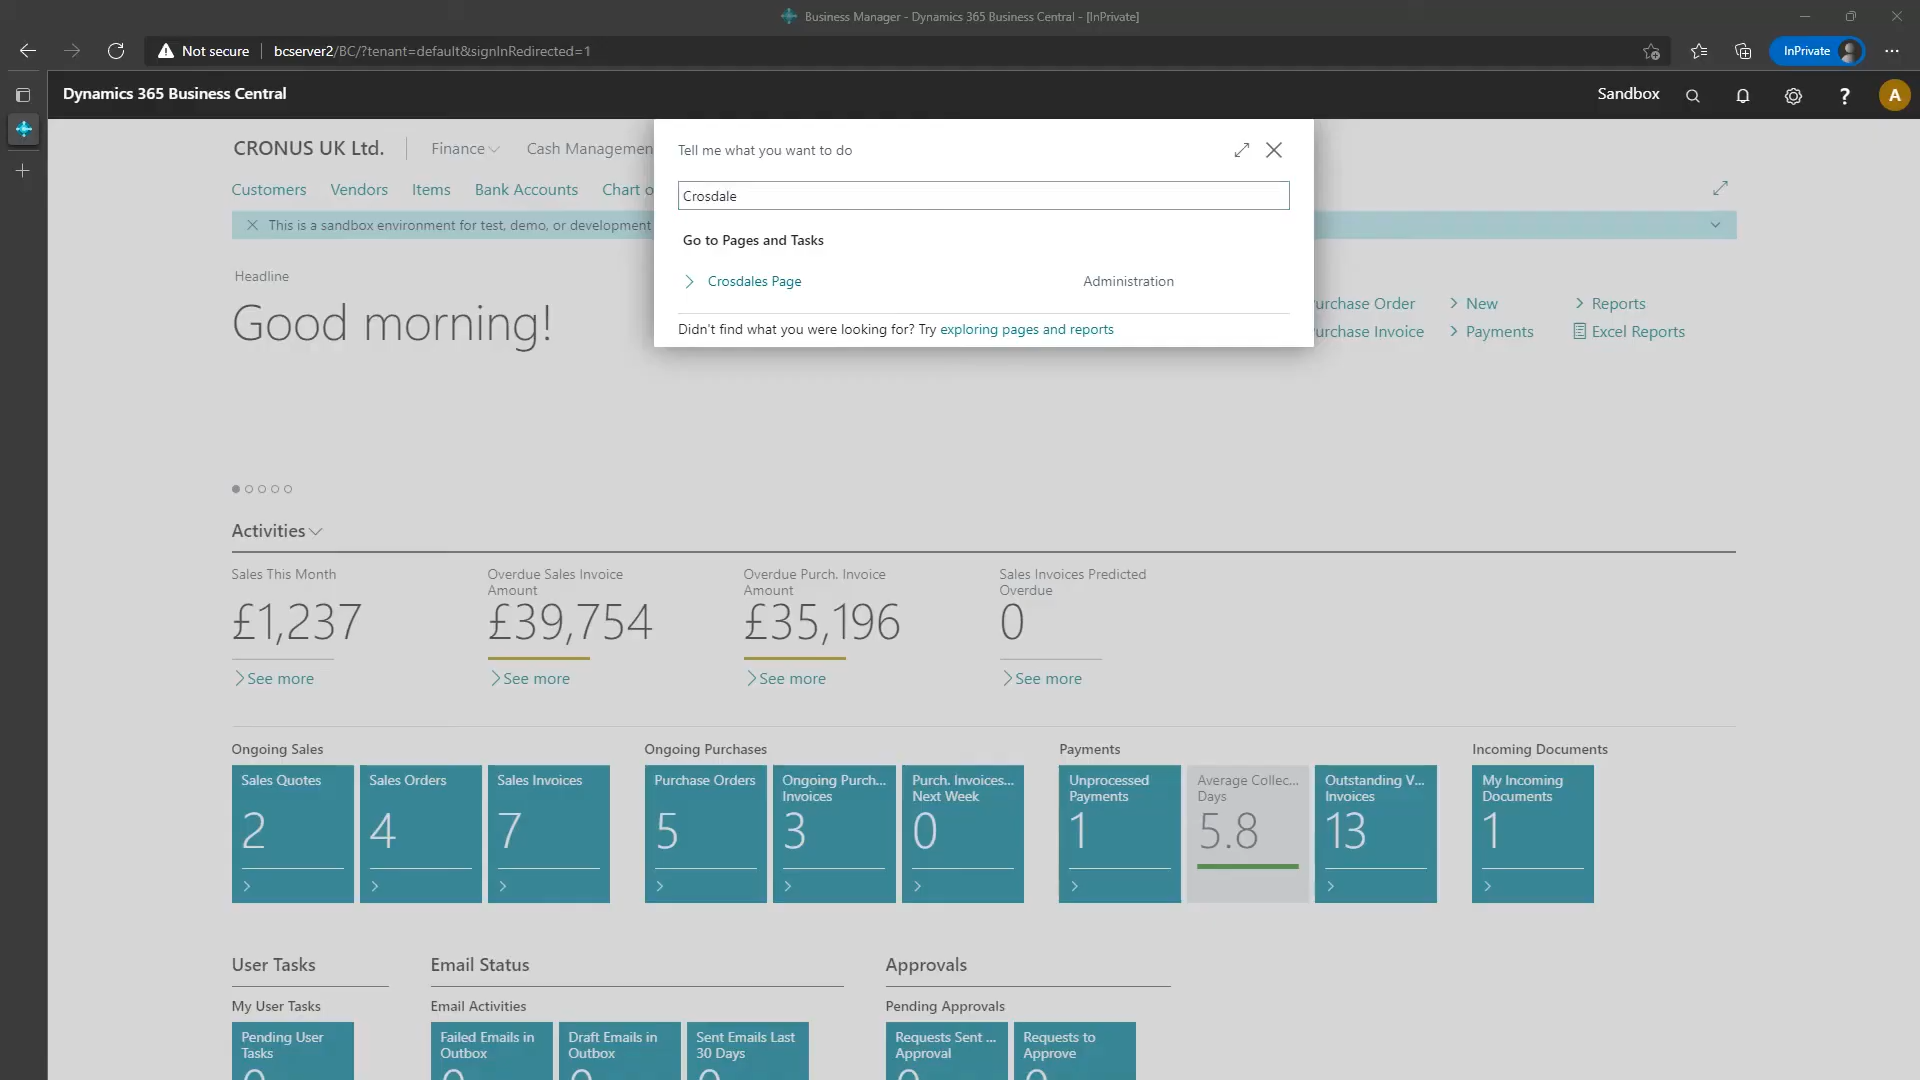 Business Manager - Dynamics 365 Business Central - [InPrivate]
Not secure
bcserver2/BC/?tenant=default&signInRedirected=1
InPrivate
Dynamics 365 Business Central
Sandbox
?
A
CRONUS UK Ltd.
Finance
Cash Managemen
Customers
Vendors
Items
Bank Accounts
Chart o
This is a sandbox environment for test, demo, or development
Tell me what you want to do
Crosdale
Go to Pages and Tasks
Crosdales Page
Administration
Didn't find what you were looking for? Try exploring pages and reports
Headline
Good morning!
urchase Order
New
Reports
urchase Invoice
Payments
Excel Reports
Activities
Sales This Month
£1,237
See more
Overdue Sales Invoice
Amount
£39,754
See more
Overdue Purch. Invoice
Amount
£35,196
See more
Sales Invoices Predicted
Overdue
0
See more
Ongoing Sales
Sales Quotes
2
Sales Orders
4
Sales Invoices
7
Ongoing Purchases
Purchase Orders
5
Ongoing Purch...
Invoices
3
Purch. Invoices...
Next Week
0
Payments
Unprocessed
Payments
1
Average Collec...
Days
5.8
Outstanding V...
Invoices
13
Incoming Documents
My Incoming
Documents
1
User Tasks
My User Tasks
Pending User
Tasks
0
Email Status
Email Activities
Failed Emails in
Outbox
0
Draft Emails in
Outbox
0
Sent Emails Last
30 Days
0
Approvals
Pending Approvals
Requests Sent ...
Approval
0
Requests to
Approve
0